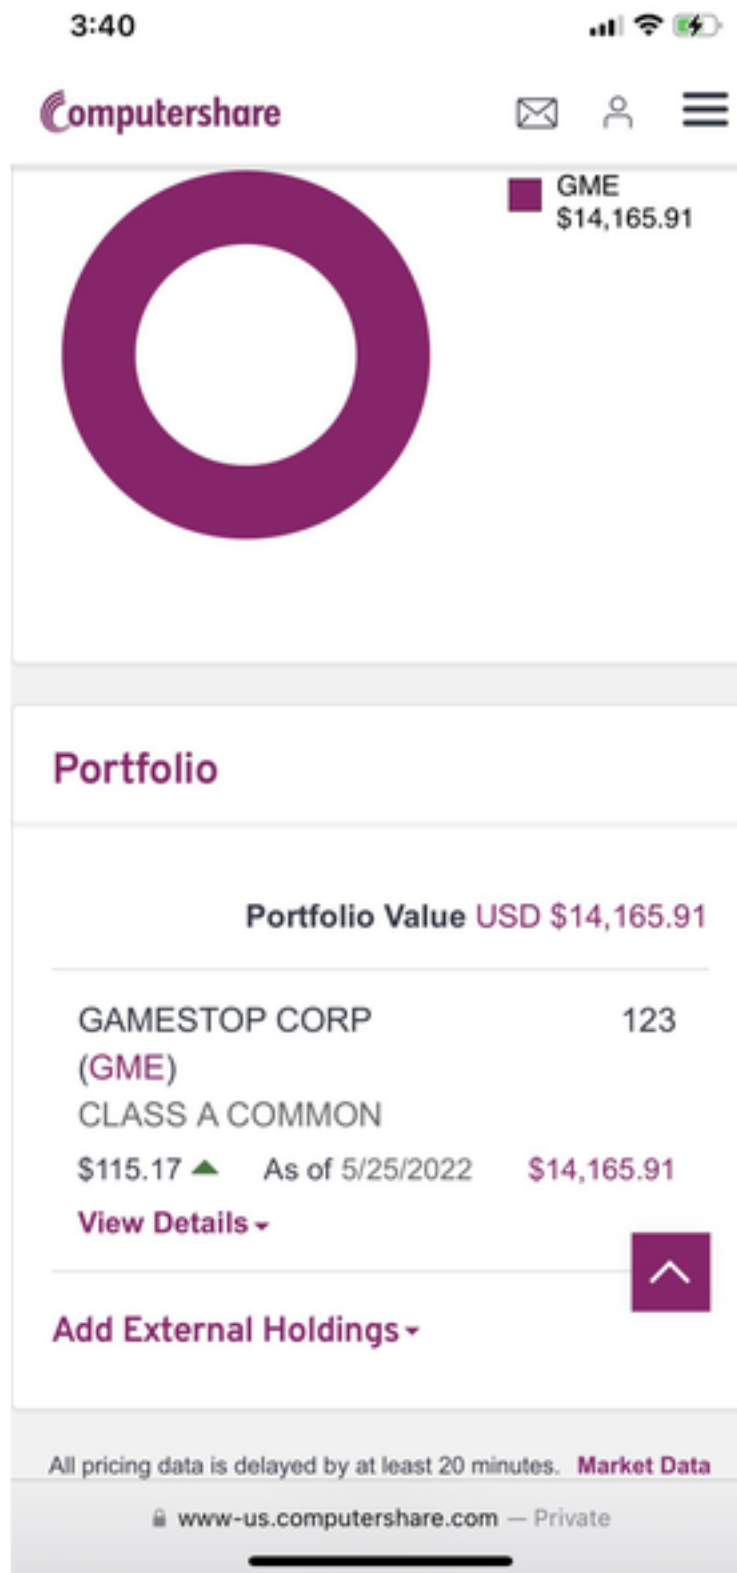 3:40
Computershare
GME
$14,165.91
Portfolio
Portfolio Value USD $14,165.91
GAMESTOP CORP 123
(GME)
CLASS A COMMON
$115.17 As of 5/25/2022 $14,165.91
View Details
Add External Holdings
All pricing data is delayed by at least 20 minutes. Market Data
www-us.computershare.com — Private